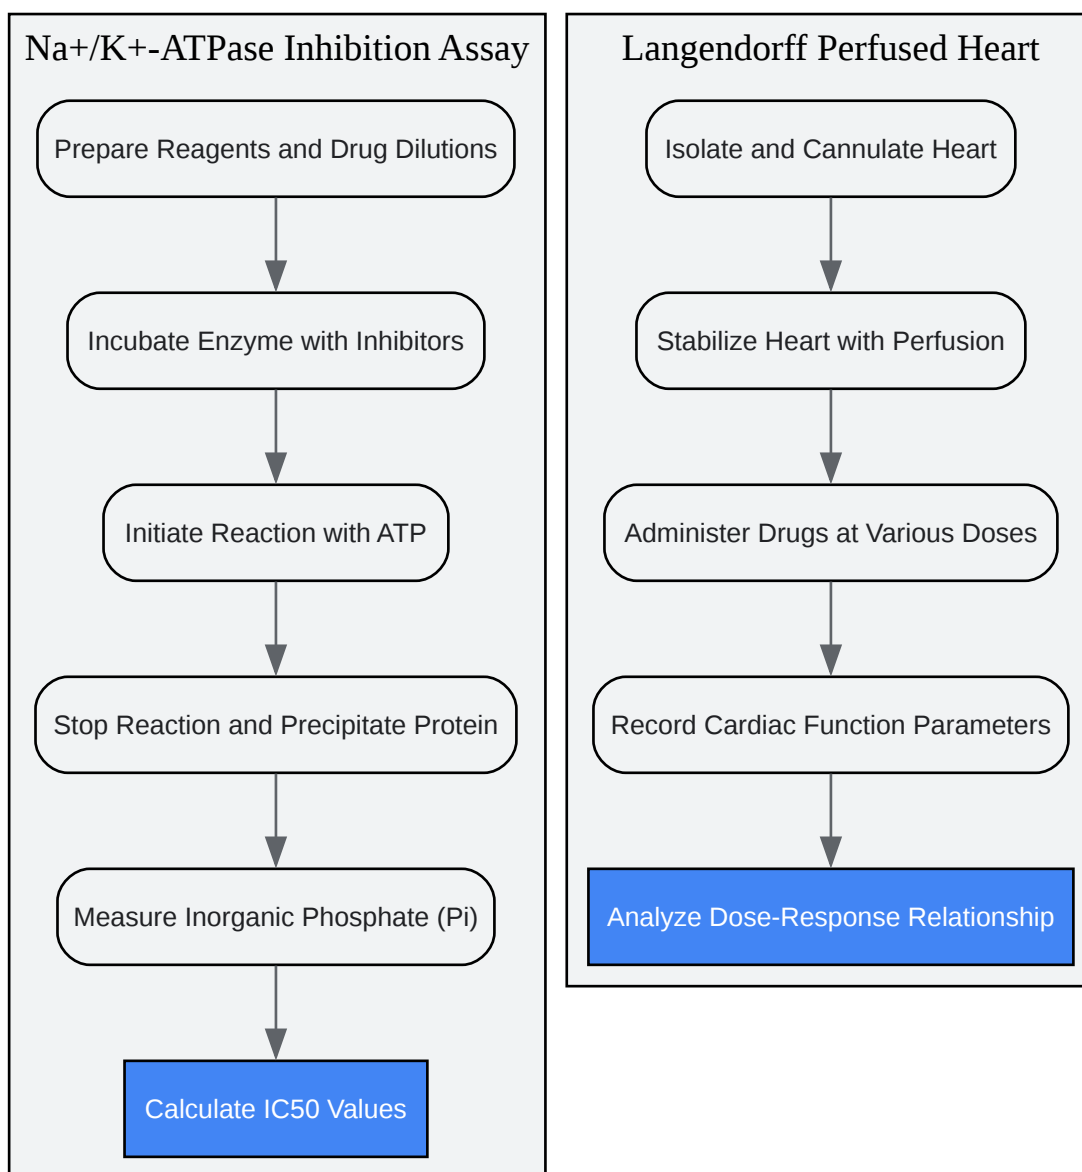 Na+/K+-ATPase Inhibition Assay
Prepare Reagents and Drug Dilutions
Incubate Enzyme with Inhibitors
Initiate Reaction with ATP
Stop Reaction and Precipitate Protein
Measure Inorganic Phosphate (Pi)
Calculate IC50 Values
Langendorff Perfused Heart
Isolate and Cannulate Heart
Stabilize Heart with Perfusion
Administer Drugs at Various Doses
Record Cardiac Function Parameters
Analyze Dose-Response Relationship